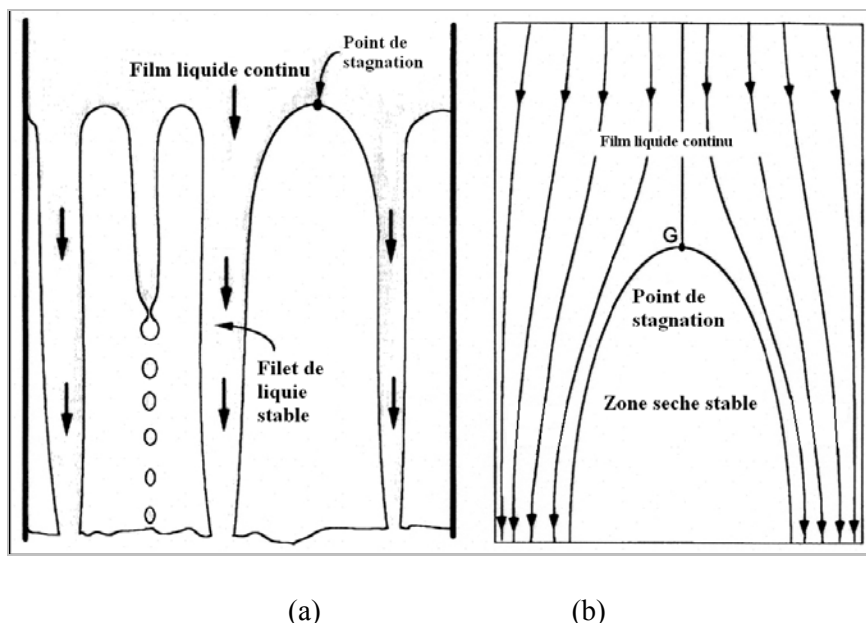 Point de
stagnation
Film liquide continu
Filet de
liquie
stable
Film liquide continu
G
Point de
stagnation
Zone seche stable
(a)
(b)